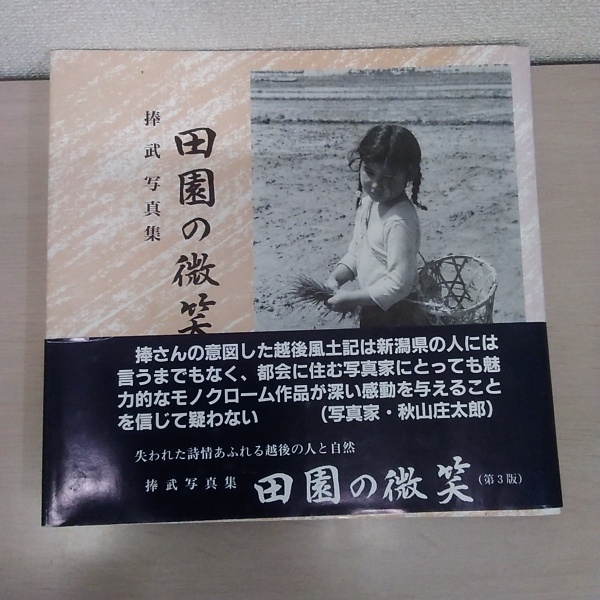 捧武写真集
田園の微笑
捧さんの意図した越後風土記は新潟県の人には
言うまでもなく、都会に住む写真家にとっても魅
力的なモノクローム作品が深い感動を与えること
を信じて疑わない　（写真家・秋山庄太郎）
失われた詩情あふれる越後の人と自然
捧武写真集 田園の微笑（第３版）